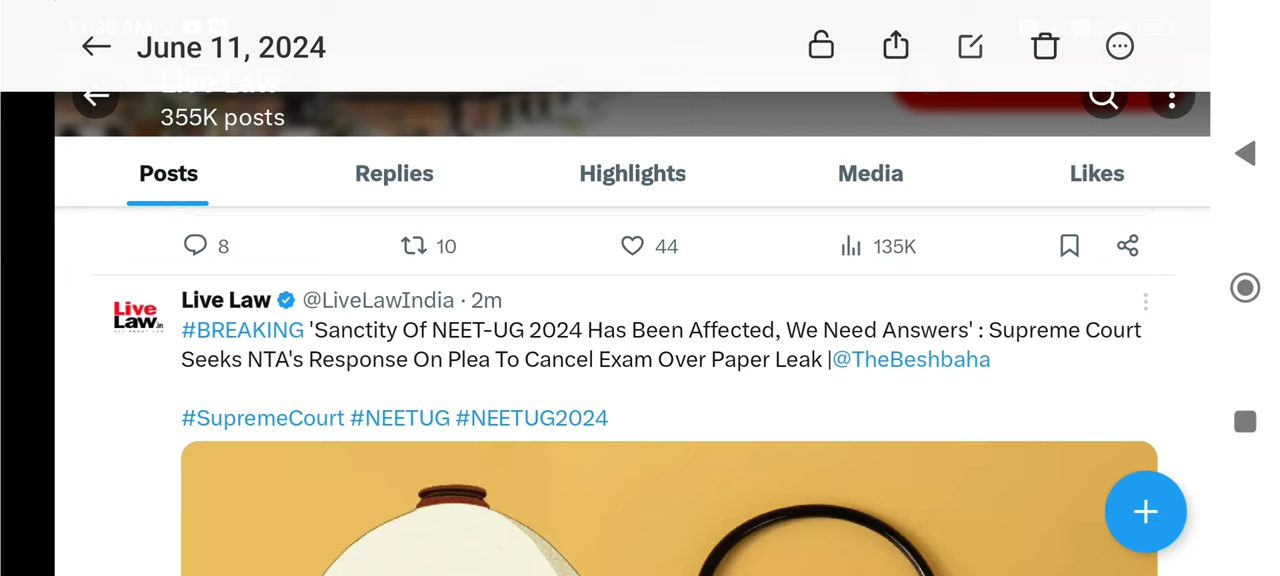 June 11, 2024
Live Law
355K posts
Posts Replies Highlights Media Likes
8 10 44 135K
Live Law @LiveLawIndia · 2m
Live
Law.in
#BREAKING 'Sanctity Of NEET-UG 2024 Has Been Affected, We Need Answers' : Supreme Court
Seeks NTA's Response On Plea To Cancel Exam Over Paper Leak |@TheBeshbaha
#SupremeCourt #NEETUG #NEETUG2024